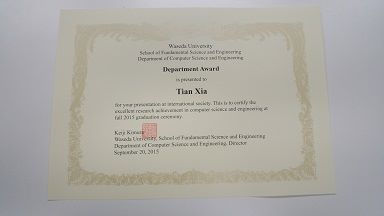 Waseda University
School of Fundamental Science and Engineering
Department of Computer Science and Engineering
Department Award
is presented to
Tian Xia
for your presentation at international society. This is to certify the
excellent research achievement in computer science and engineering at
fall 2015 graduation ceremony.
Keiji Kimura
Waseda University, School of Fundamental Science and Engineering
Department of Computer Science and Engineering, Director
September 20, 2015